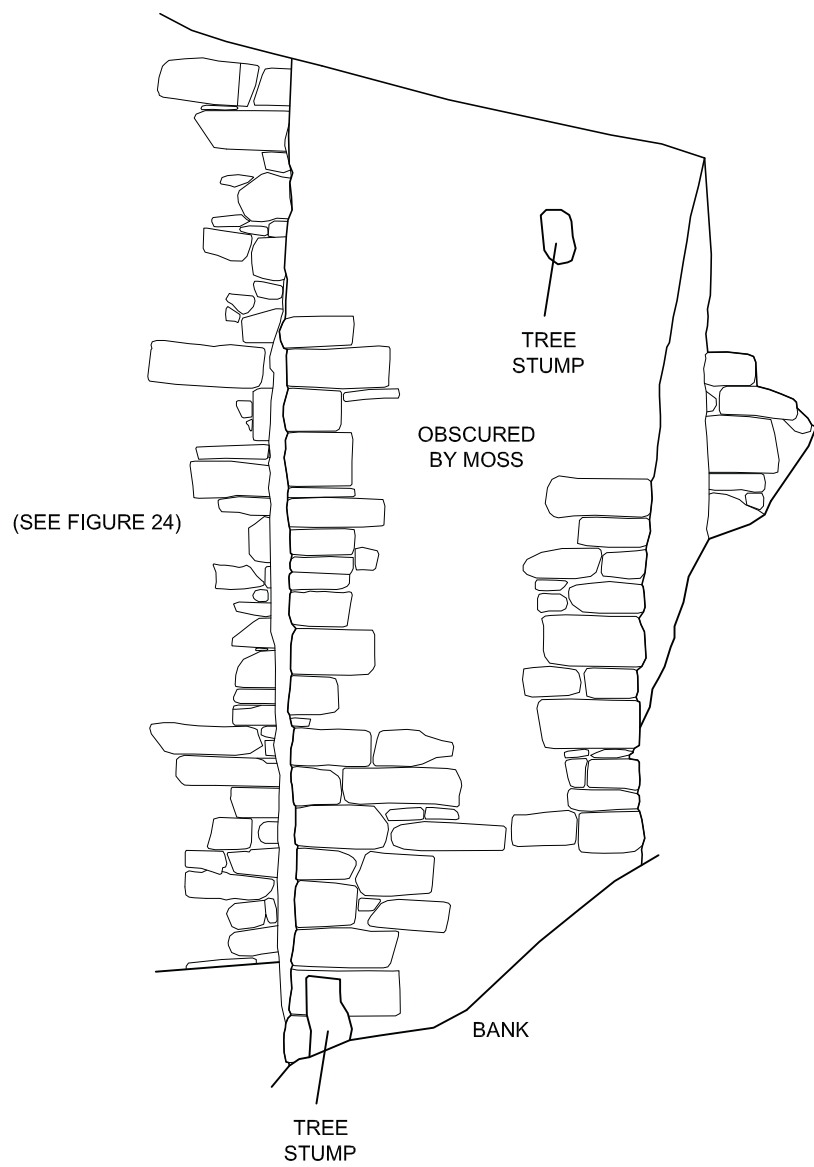 TREE
STUMP
OBSCURED
BY MOSS
(SEE FIGURE 24)
BANK
TREE
STUMP